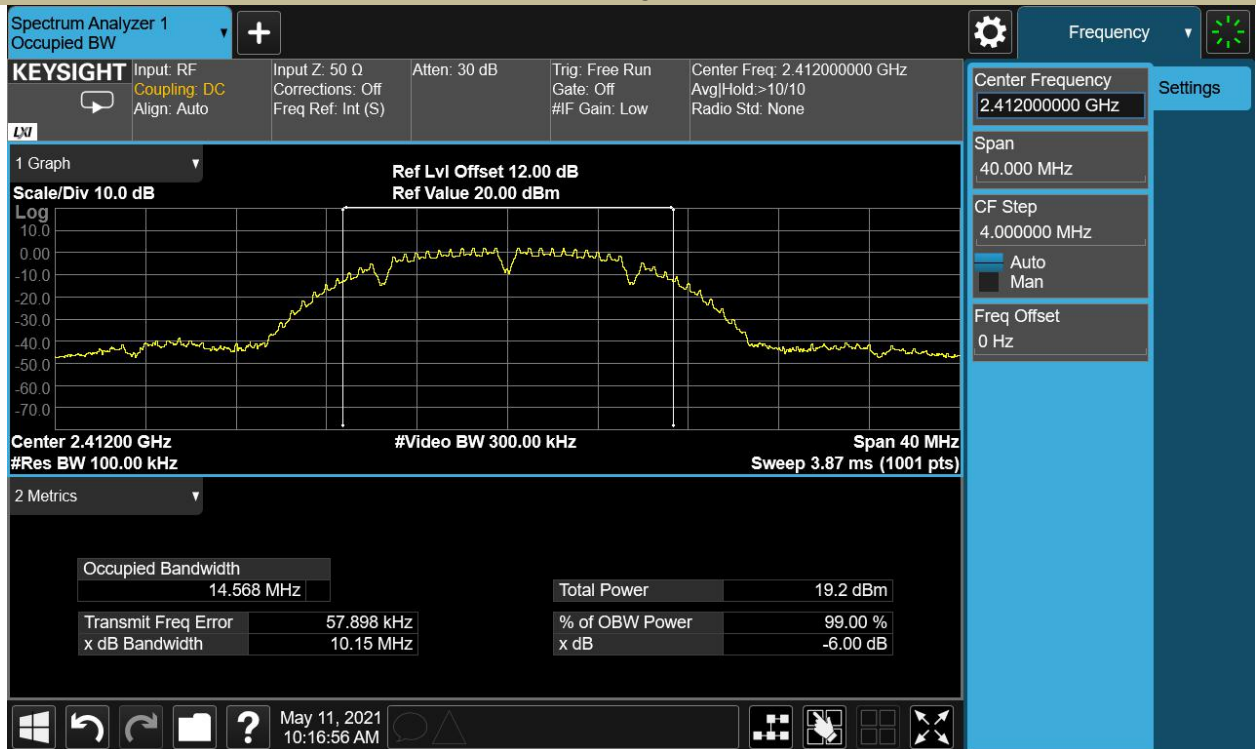 Spectrum Analyzer 1
Occupied BW
+
Frequency
KEYSIGHT
LXI
Input: RF
Coupling: DC
Align: Auto
Input Z: 50 Ω
Corrections: Off
Freq Ref: Int (S)
Atten: 30 dB
Trig: Free Run
Gate: Off
#IF Gain: Low
Center Freq: 2.412000000 GHz
Avg|Hold:>10/10
Radio Std: None
Center Frequency
2.412000000 GHz
Settings
Span
40.000 MHz
CF Step
4.000000 MHz
Auto
Man
Freq Offset
0 Hz
1 Graph
Scale/Div 10.0 dB
Ref Lvl Offset 12.00 dB
Ref Value 20.00 dBm
Log
10.0
0.00
-10.0
-20.0
-30.0
-40.0
-50.0
-60.0
-70.0
Center 2.41200 GHz
#Video BW 300.00 kHz
Span 40 MHz
#Res BW 100.00 kHz
Sweep 3.87 ms (1001 pts)
2 Metrics
Occupied Bandwidth
14.568 MHz
Total Power 19.2 dBm
Transmit Freq Error 57.898 kHz
% of OBW Power 99.00 %
x dB Bandwidth 10.15 MHz
x dB -6.00 dB
?
May 11, 2021
10:16:56 AM